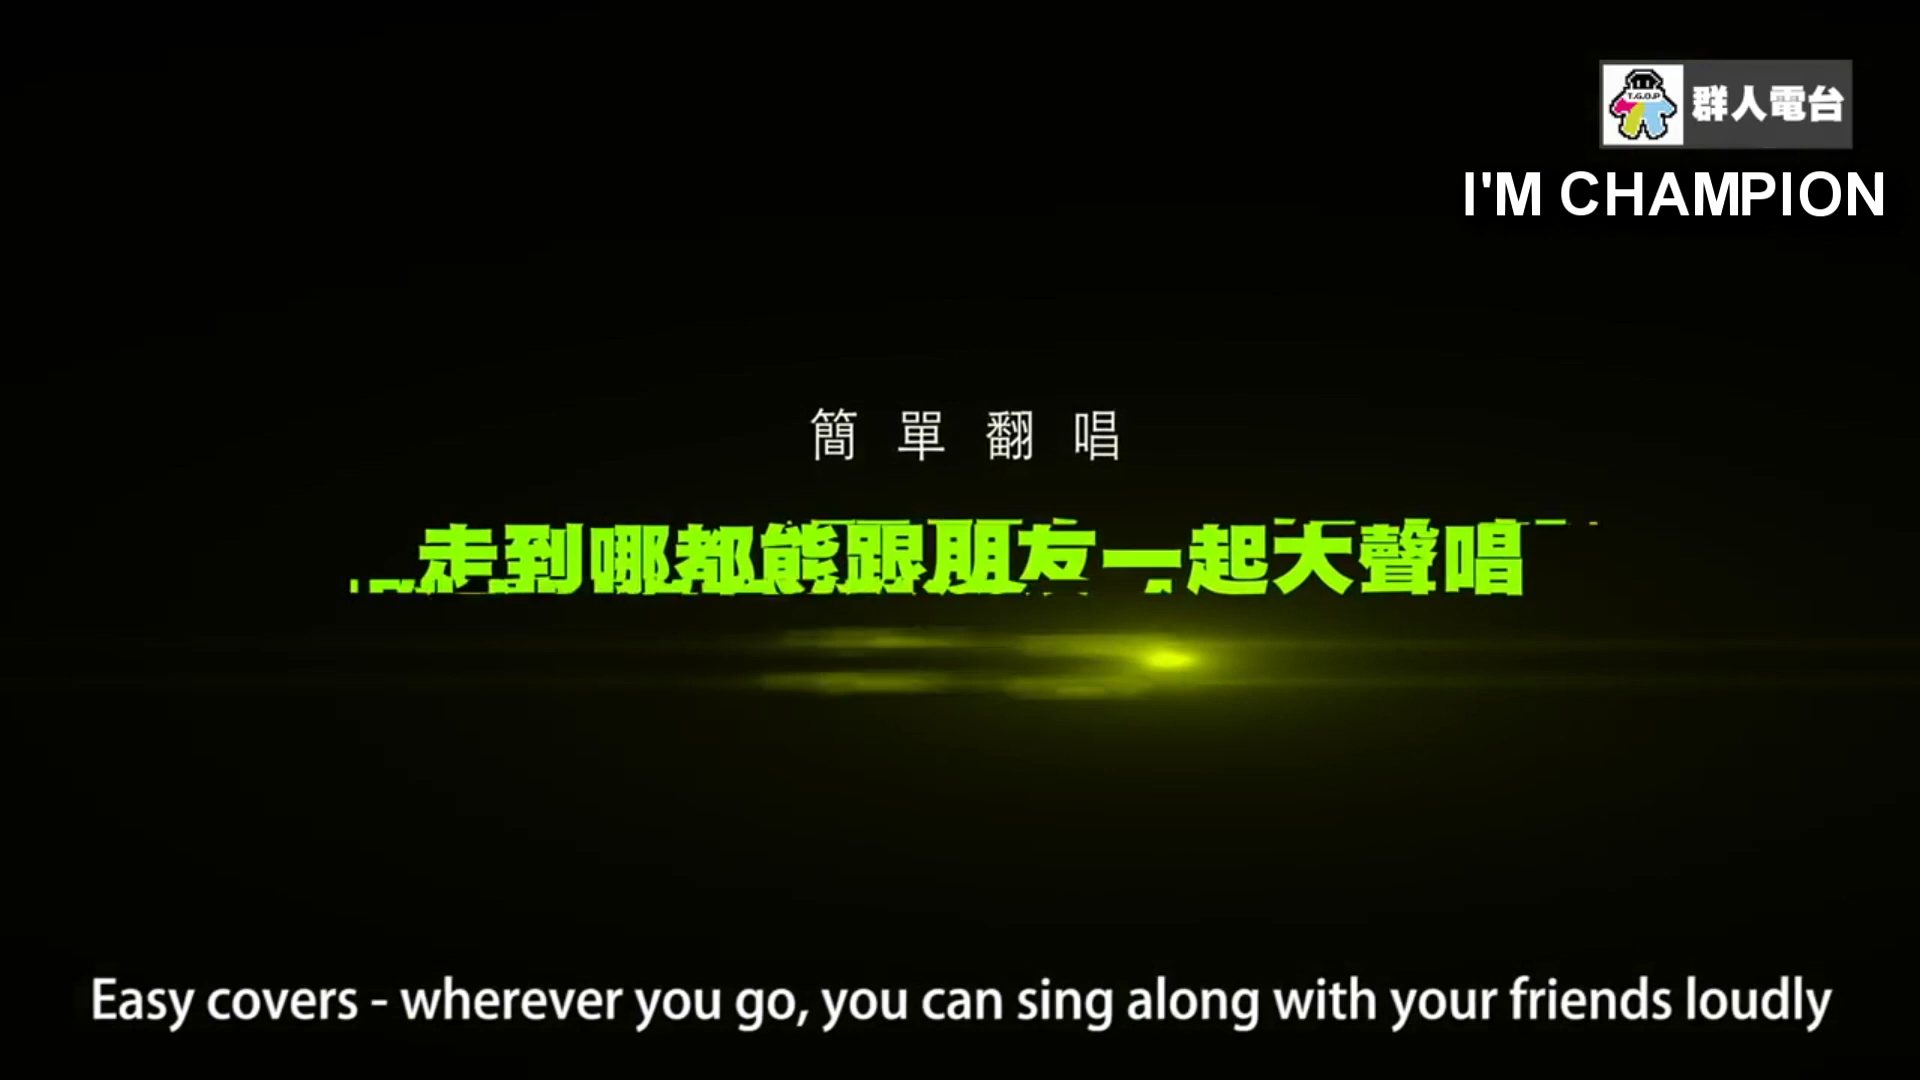 T.G.O.P
群人電台
I'M CHAMPION
簡單翻唱
走到哪都能跟朋友一起大聲唱
Easy covers - wherever you go, you can sing along with your friends loudly